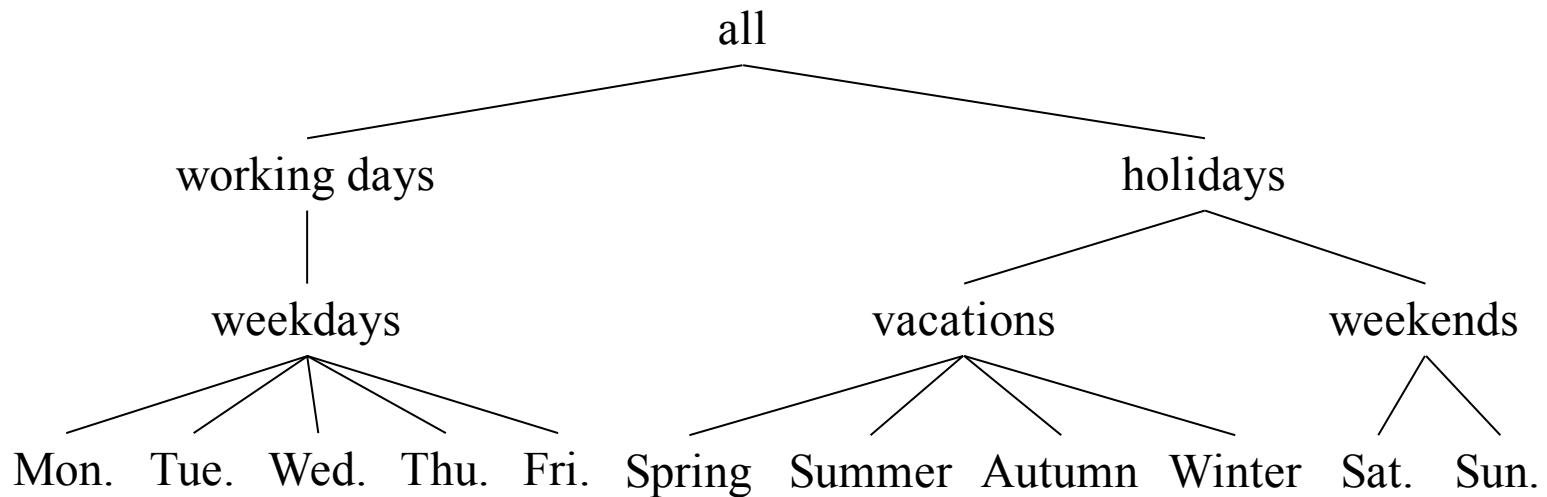 all
working days holidays
weekdays vacations weekends
Mon. Tue. Wed. Thu. Fri. Spring Summer Autumn Winter Sat. Sun.